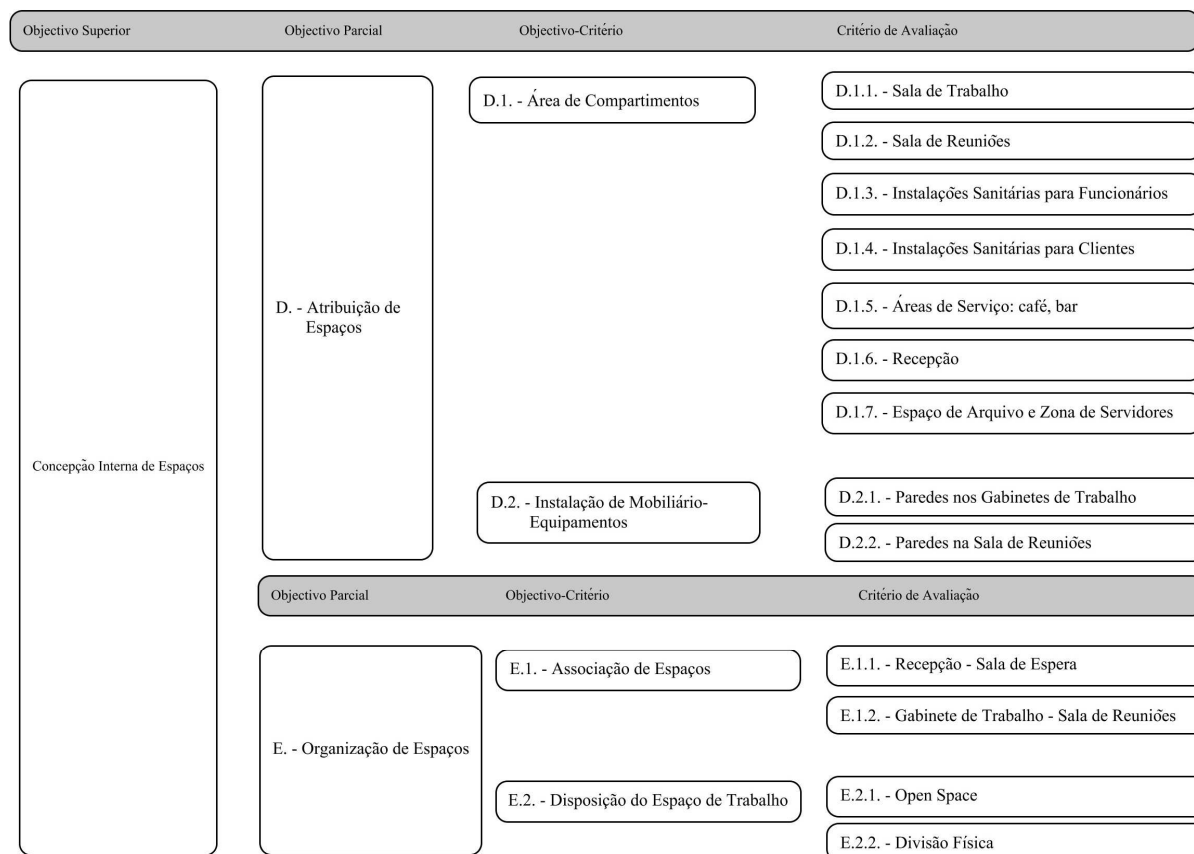 Objectivo Superior
Objectivo Parcial
Objectivo-Critério
Critério de Avaliação
Concepção Interna de Espaços
D. - Atribuição de
Espaços
D.1. - Área de Compartimentos
D.1.1. - Sala de Trabalho
D.1.2. - Sala de Reuniões
D.1.3. - Instalações Sanitárias para Funcionários
D.1.4. - Instalações Sanitárias para Clientes
D.1.5. - Áreas de Serviço: café, bar
D.1.6. - Recepção
D.1.7. - Espaço de Arquivo e Zona de Servidores
D.2. - Instalação de Mobiliário-
Equipamentos
D.2.1. - Paredes nos Gabinetes de Trabalho
D.2.2. - Paredes na Sala de Reuniões
Objectivo Parcial
Objectivo-Critério
Critério de Avaliação
E. - Organização de Espaços
E.1. - Associação de Espaços
E.1.1. - Recepção - Sala de Espera
E.1.2. - Gabinete de Trabalho - Sala de Reuniões
E.2. - Disposição do Espaço de Trabalho
E.2.1. - Open Space
E.2.2. - Divisão Física